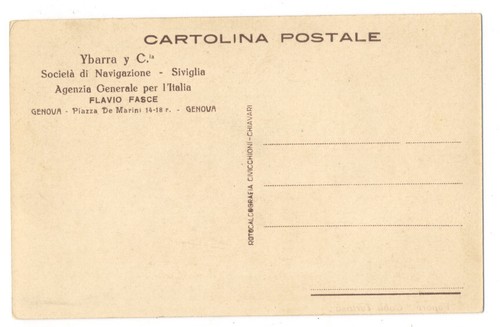 CARTOLINA POSTALE
Ybarra y C.ia
Società di Navigazione - Siviglia
Agenzia Generale per l'Italia
FLAVIO FASCE
GENOVA - Piazza De Marini 14-16 r. - GENOVA
ROTOCALCOGRAFIA CIVICCHIONI-CHIAVARI